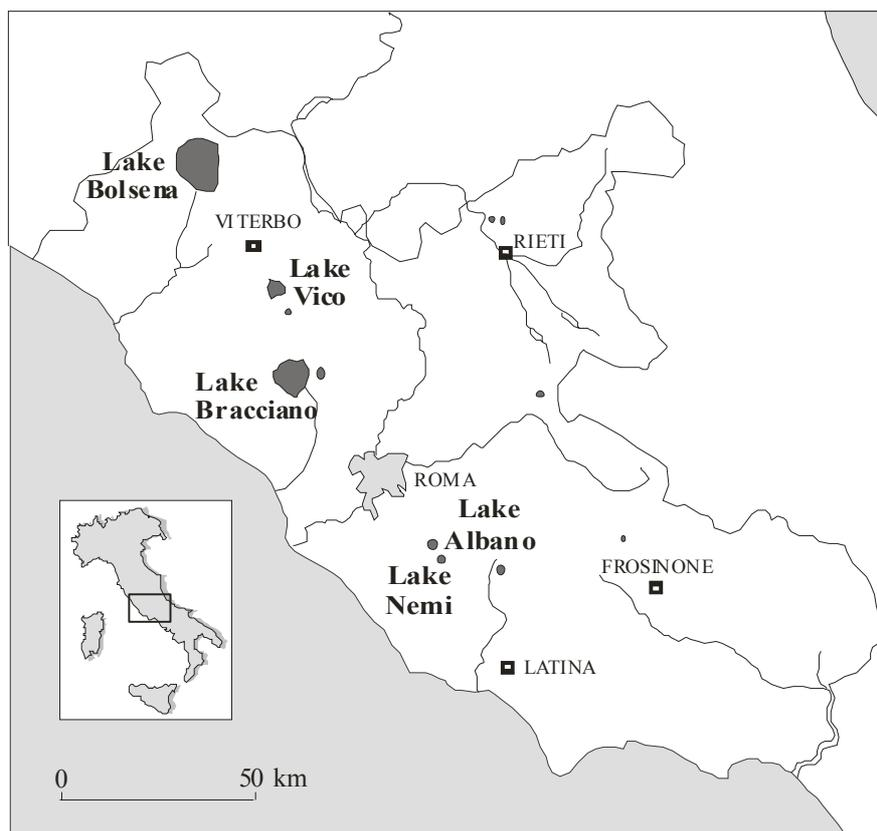 Lake
Bolsena
VITERBO
RIETI
Lake
Vico
Lake
Bracciano
ROMA
Lake
Albano
Lake
Nemi
FROSINONE
LATINA
0 50 km